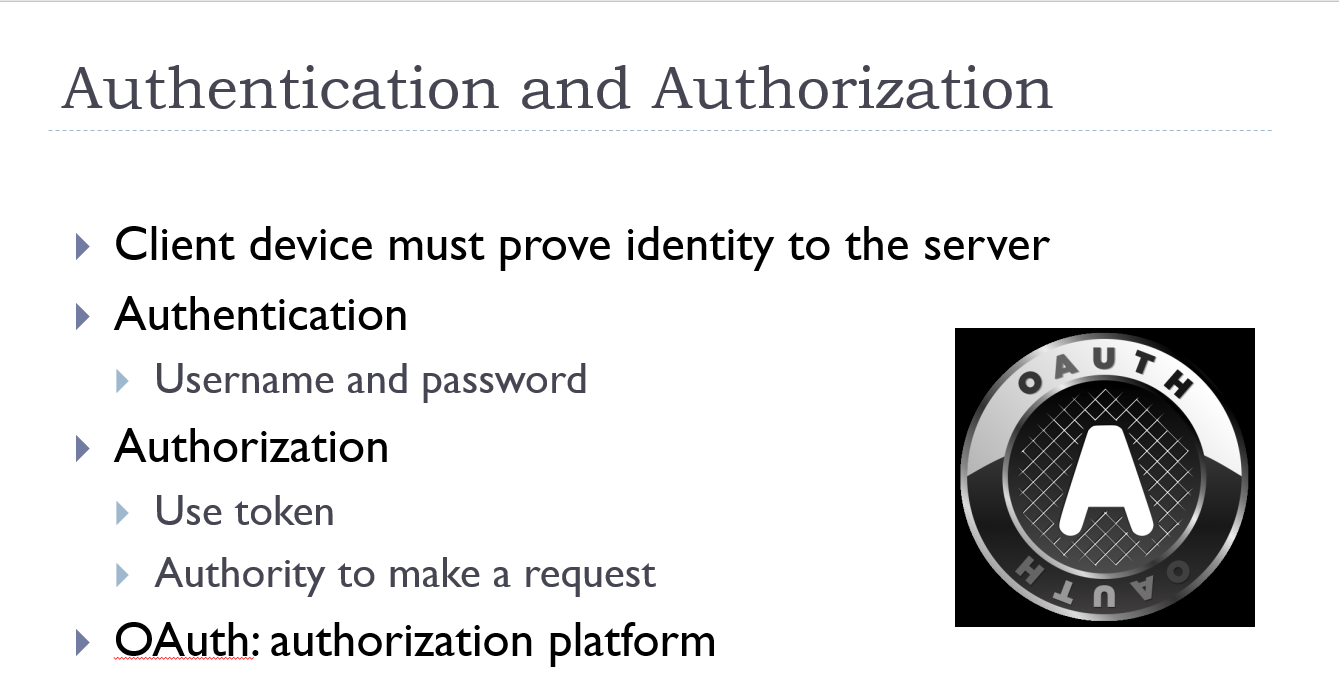 Authentication and Authorization
Client device must prove identity to the server
Authentication
Username and password
Authorization
Use token
Authority to make a request
OAuth: authorization platform
OAUTH
A
OAUTH